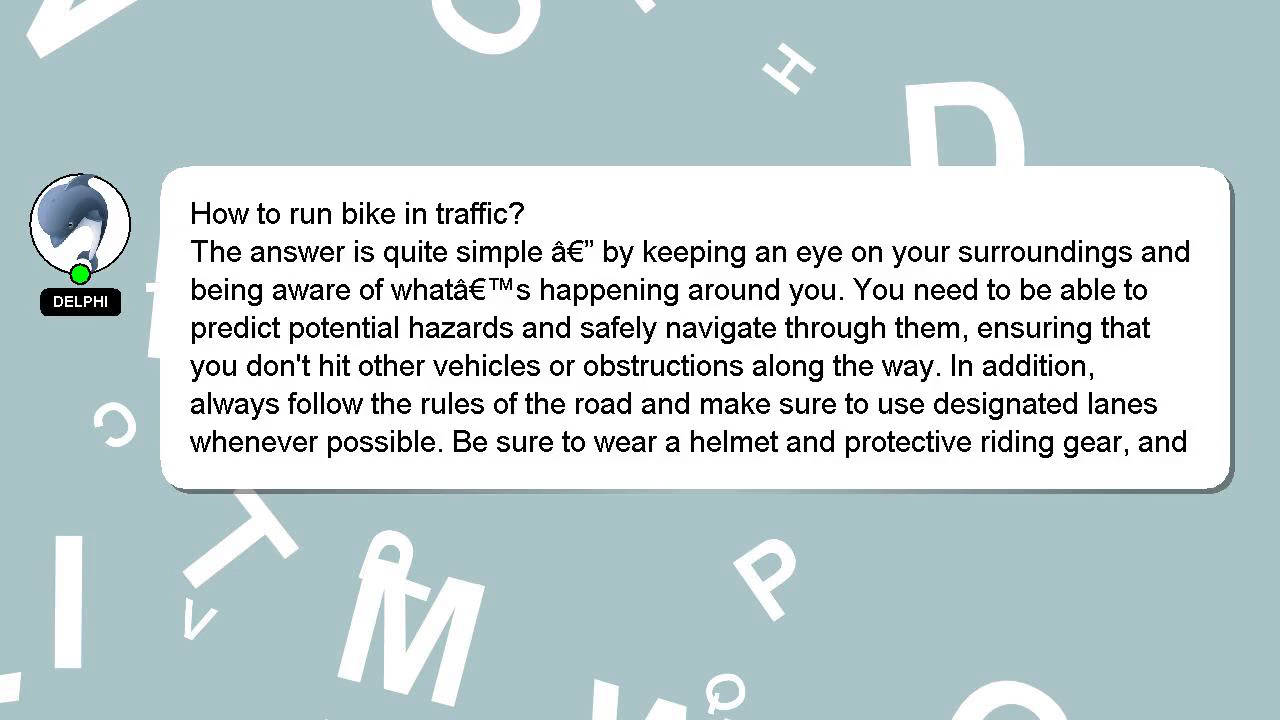 How to run bike in traffic?
The answer is quite simple â€” by keeping an eye on your surroundings and
being aware of whatâ€™s happening around you. You need to be able to
predict potential hazards and safely navigate through them, ensuring that
you don't hit other vehicles or obstructions along the way. In addition,
always follow the rules of the road and make sure to use designated lanes
whenever possible. Be sure to wear a helmet and protective riding gear, and
DELPHI
H
D
C
I
T
V
M
P
Q